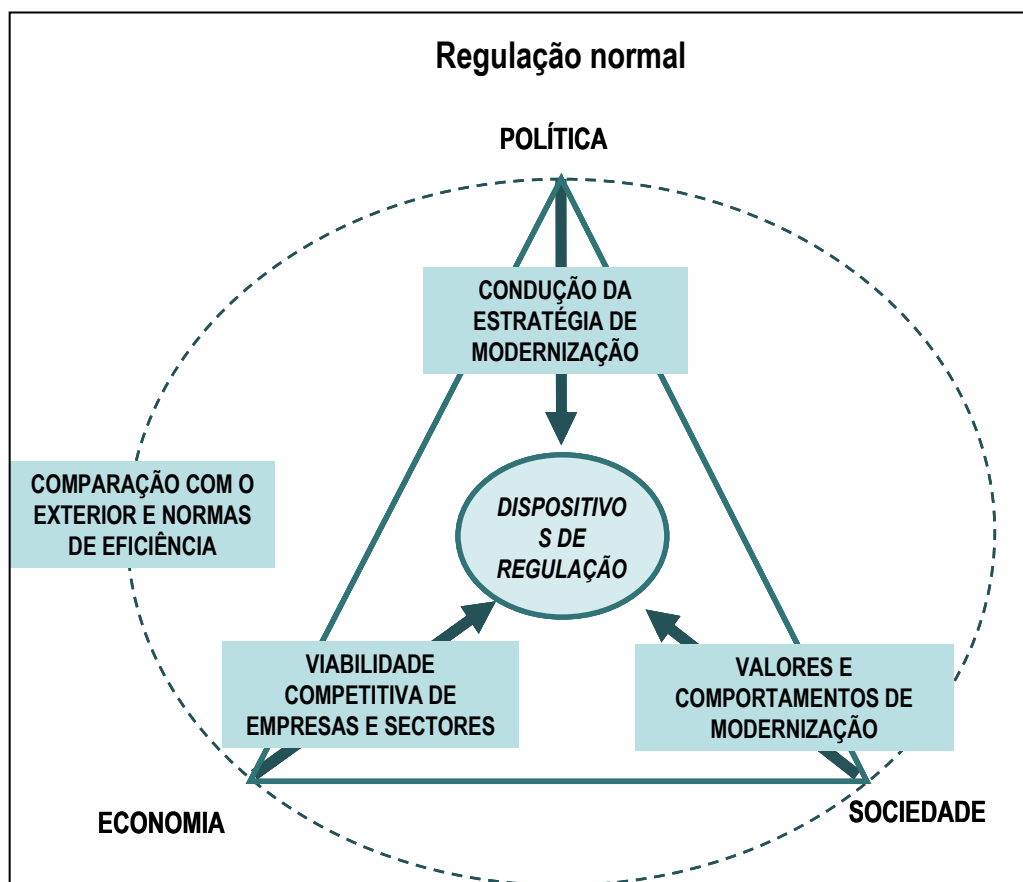 Regulação normal
POLÍTICA
CONDUÇÃO DA
ESTRATÉGIA DE
MODERNIZAÇÃO
COMPARAÇÃO COM O
EXTERIOR E NORMAS
DE EFICIÊNCIA
DISPOSITIVO
S DE
REGULAÇÃO
VIABILIDADE
COMPETITIVA DE
EMPRESAS E SECTORES
VALORES E
COMPORTAMENTOS DE
MODERNIZAÇÃO
ECONOMIA
SOCIEDADE